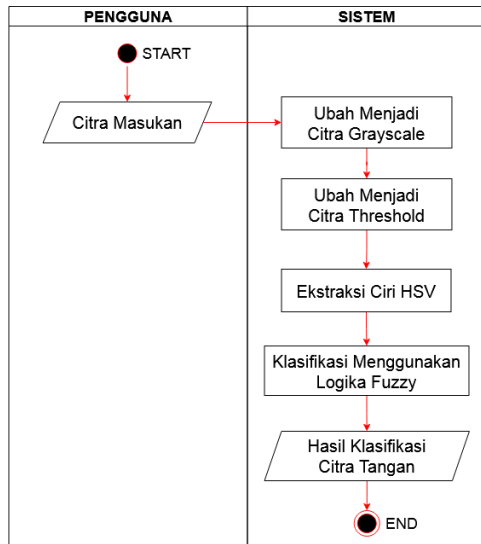 PENGGUNA
SISTEM
START
Citra Masukan
Ubah Menjadi
Citra Grayscale
Ubah Menjadi
Citra Threshold
Ekstraksi Ciri HSV
Klasifikasi Menggunakan
Logika Fuzzy
Hasil Klasifikasi
Citra Tangan
END